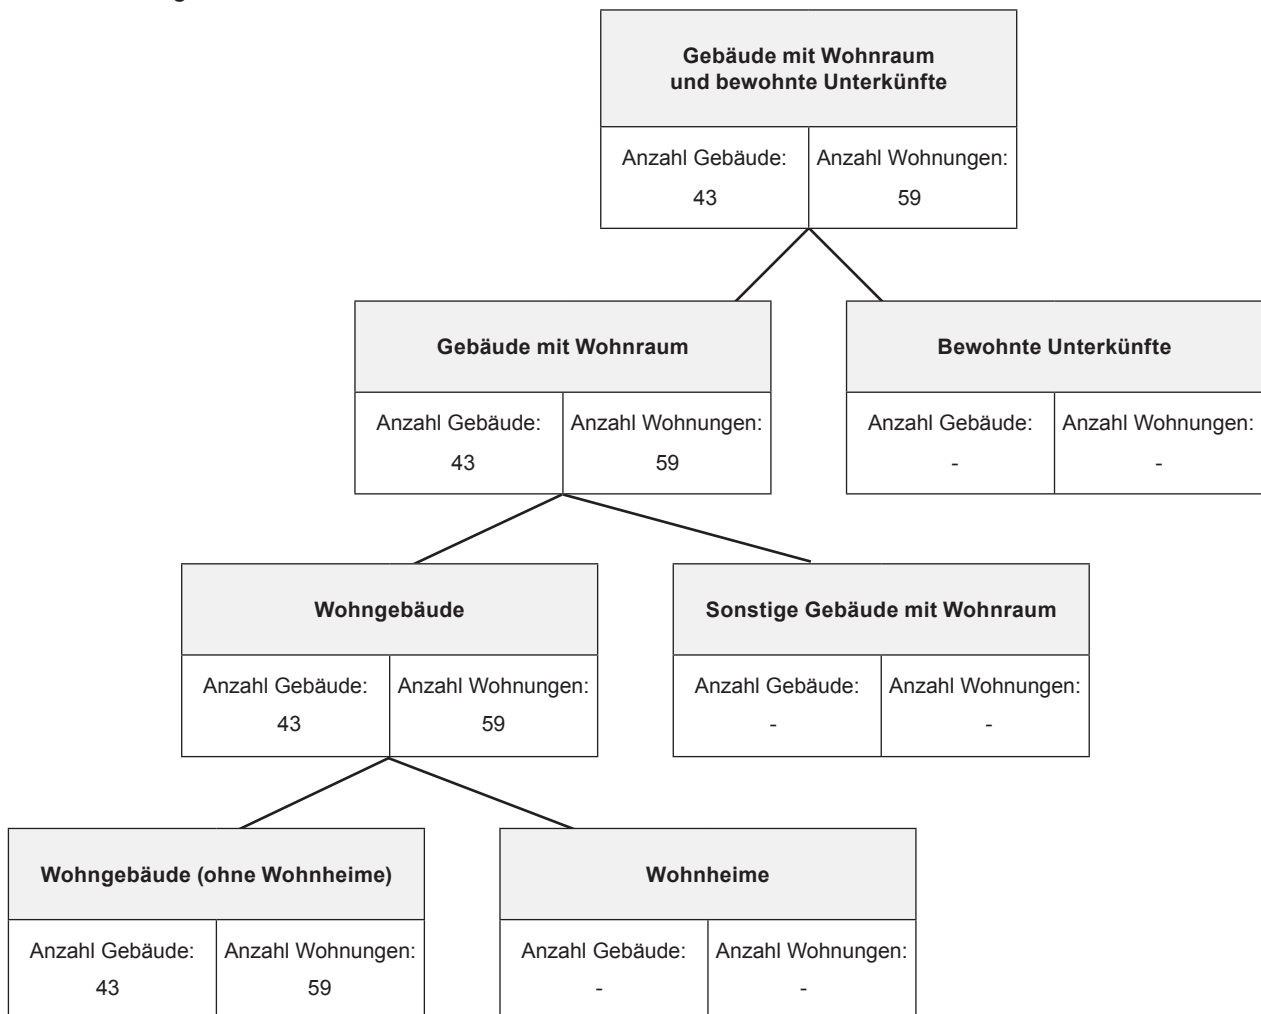 Gebäude mit Wohnraum
und bewohnte Unterkünfte
Anzahl Gebäude: Anzahl Wohnungen:
43 59
Gebäude mit Wohnraum
Bewohnte Unterkünfte
Anzahl Gebäude: Anzahl Wohnungen:
43 59
Anzahl Gebäude: Anzahl Wohnungen:
- -
Wohngebäude
Sonstige Gebäude mit Wohnraum
Anzahl Gebäude: Anzahl Wohnungen:
43 59
Anzahl Gebäude: Anzahl Wohnungen:
- -
Wohngebäude (ohne Wohnheime)
Wohnheime
Anzahl Gebäude: Anzahl Wohnungen:
43 59
Anzahl Gebäude: Anzahl Wohnungen:
- -